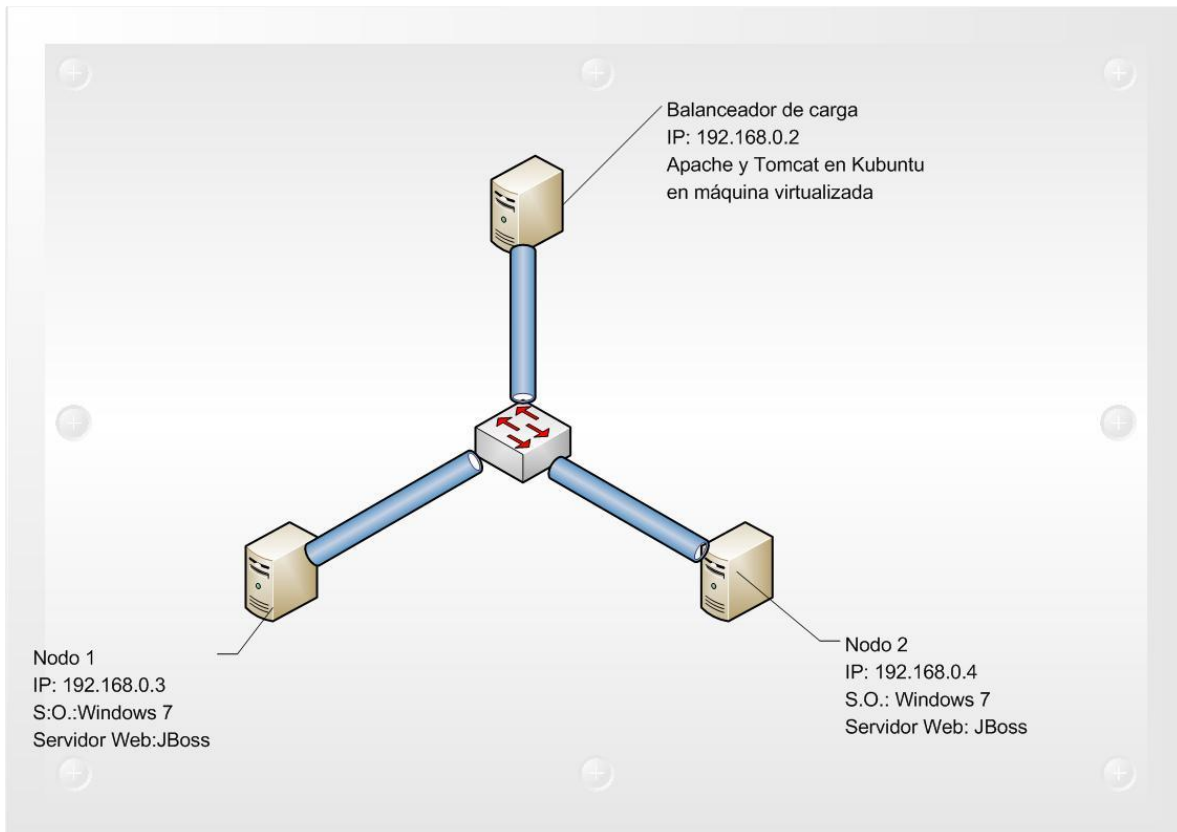 Balanceador de carga
IP: 192.168.0.2
Apache y Tomcat en Kubuntu
en máquina virtualizada
Nodo 1
IP: 192.168.0.3
S:O.:Windows 7
Servidor Web:JBoss
Nodo 2
IP: 192.168.0.4
S.O.: Windows 7
Servidor Web: JBoss